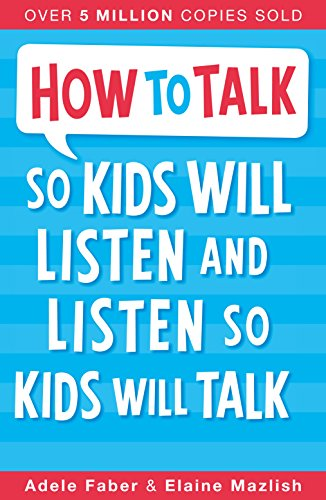 OVER 5 MILLION COPIES SOLD
HOW TO TALK
SO KIDS WILL
LISTEN AND
LISTEN SO
KIDS WILL TALK
Adele Faber & Elaine Mazlish